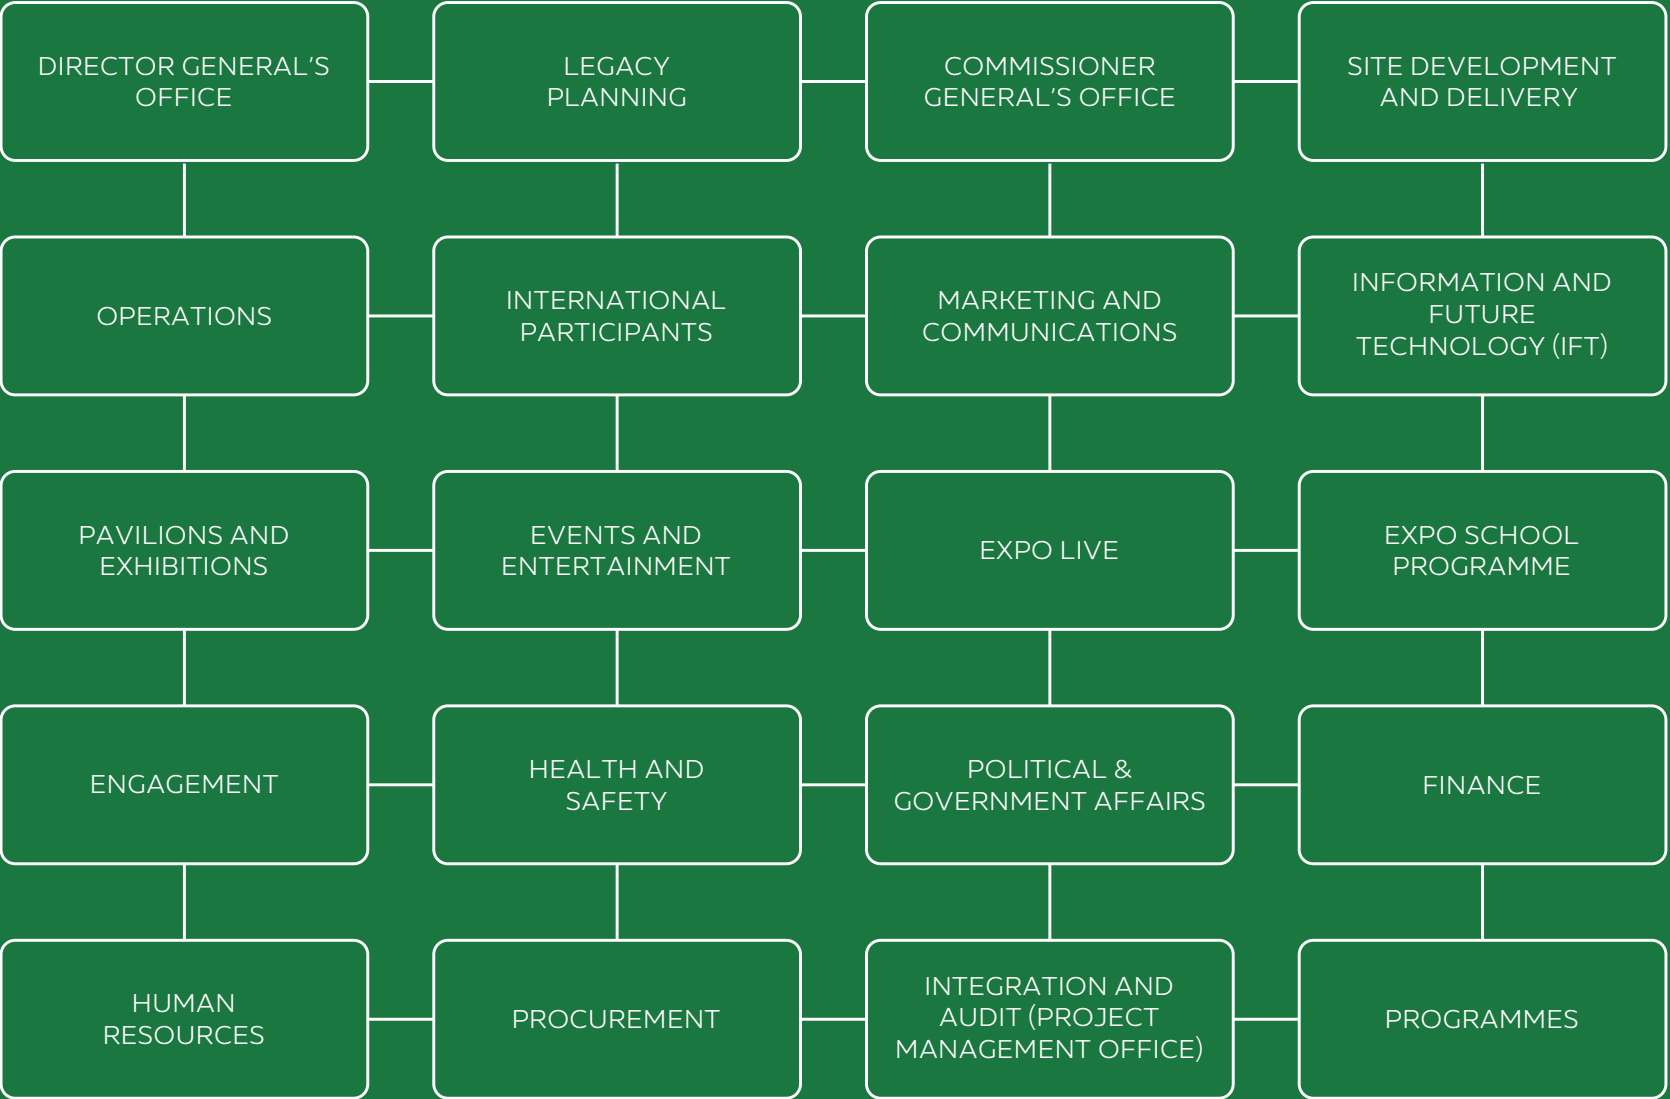 DIRECTOR GENERAL’S
OFFICE
LEGACY
PLANNING
COMMISSIONER
GENERAL’S OFFICE
SITE DEVELOPMENT
AND DELIVERY
OPERATIONS
INTERNATIONAL
PARTICIPANTS
MARKETING AND
COMMUNICATIONS
INFORMATION AND
FUTURE
TECHNOLOGY (IFT)
PAVILIONS AND
EXHIBITIONS
EVENTS AND
ENTERTAINMENT
EXPO LIVE
EXPO SCHOOL
PROGRAMME
ENGAGEMENT
HEALTH AND
SAFETY
POLITICAL &
GOVERNMENT AFFAIRS
FINANCE
HUMAN
RESOURCES
PROCUREMENT
INTEGRATION AND
AUDIT (PROJECT
MANAGEMENT OFFICE)
PROGRAMMES